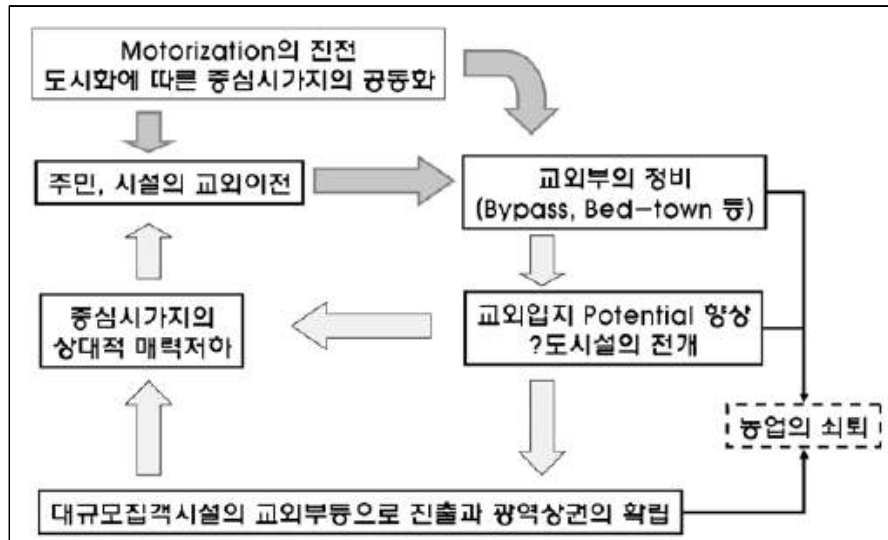 Motorization의 진전
도시화에 따른 중심시가지의 공동화
주민, 시설의 교외이전
교외부의 정비
(Bypass, Bed-town 등)
중심시가지의
상대적 매력저하
교외입지 Potential 향상
?도시설의 전개
농업의 쇠퇴
대규모집객시설의 교외부등으로 진출과 광역상권의 확립